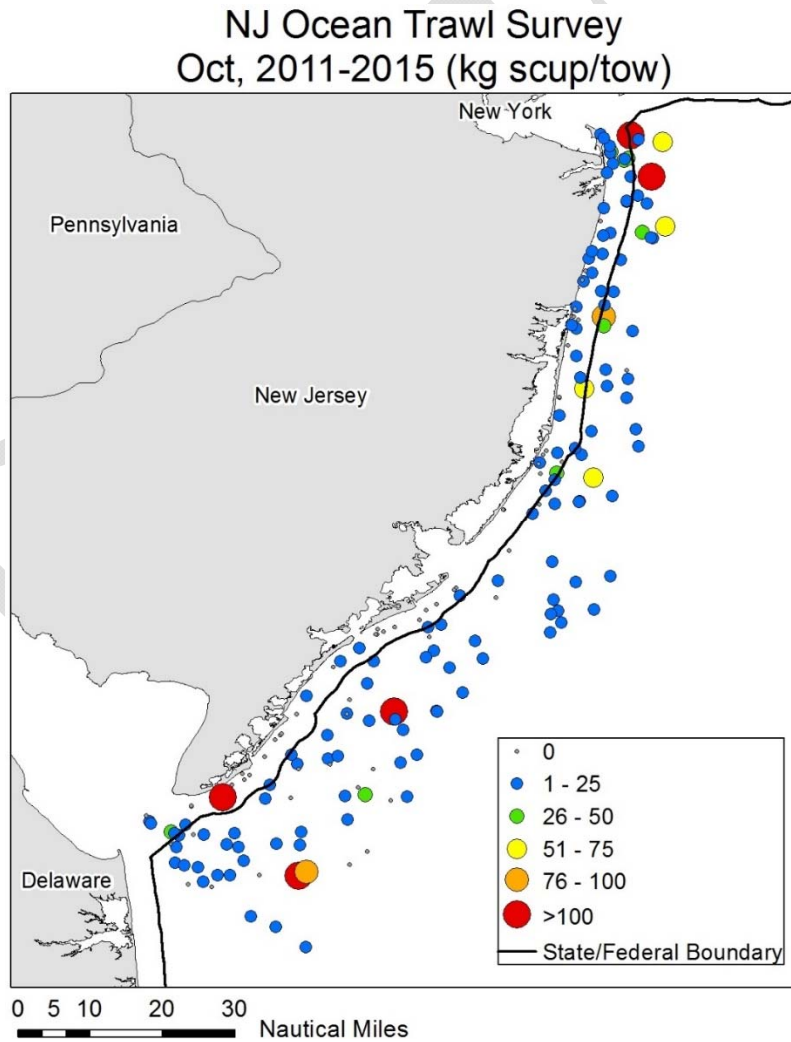 NJ Ocean Trawl Survey
Oct, 2011-2015 (kg scup/tow)
New York
Pennsylvania
New Jersey
Delaware
0
1 - 25
26 - 50
51 - 75
76 - 100
>100
State/Federal Boundary
0 5 10 20 30
Nautical Miles